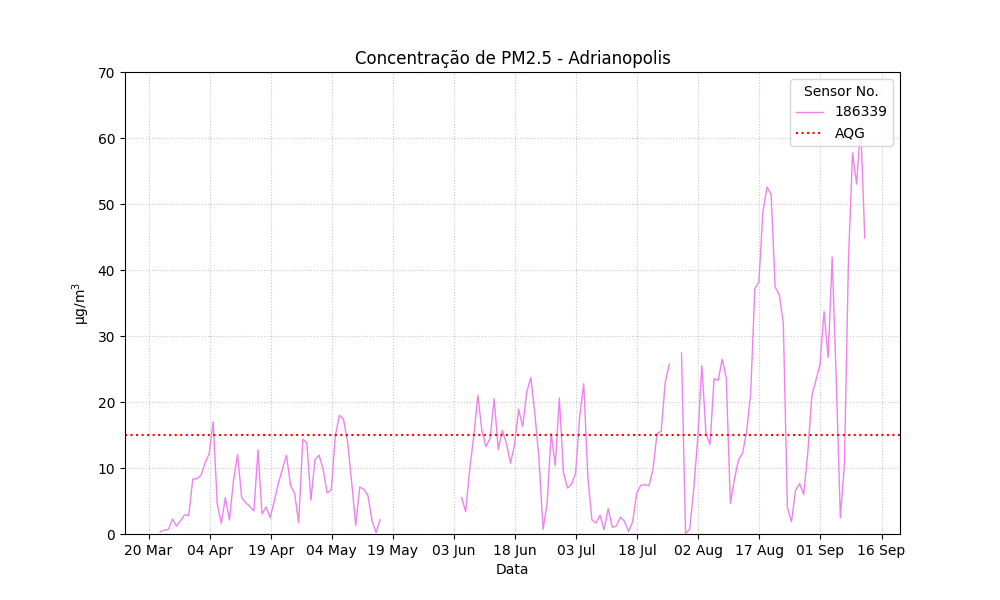 Concentração de PM2.5 - Adrianopolis
70
60
50
40
30
20
10
0
µg/m³
Sensor No.
186339
AQG
20 Mar 04 Apr 19 Apr 04 May 19 May 03 Jun 18 Jun 03 Jul 18 Jul 02 Aug 17 Aug 01 Sep 16 Sep
Data